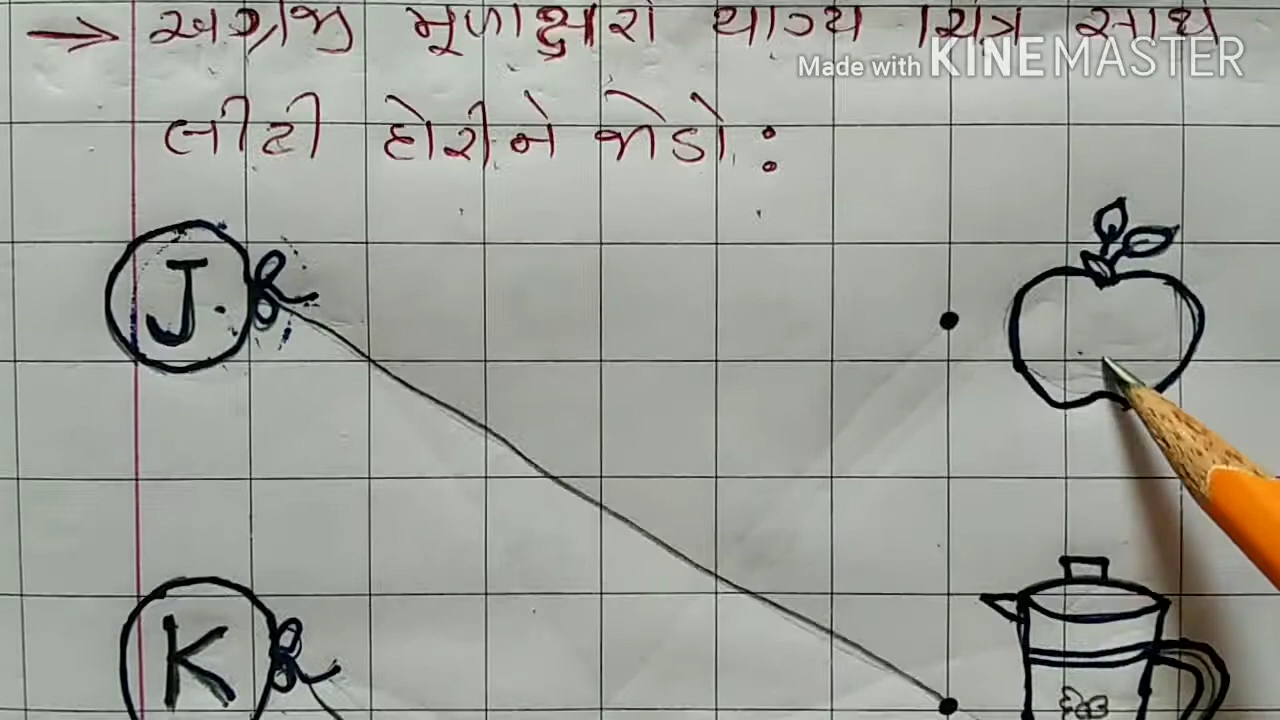 → અંગ્રેજી મૂળાક્ષરો યોગ્ય ચિત્ર સાથે
Made with KINEMASTER
લીટી દોરીને જોડો :
J
K